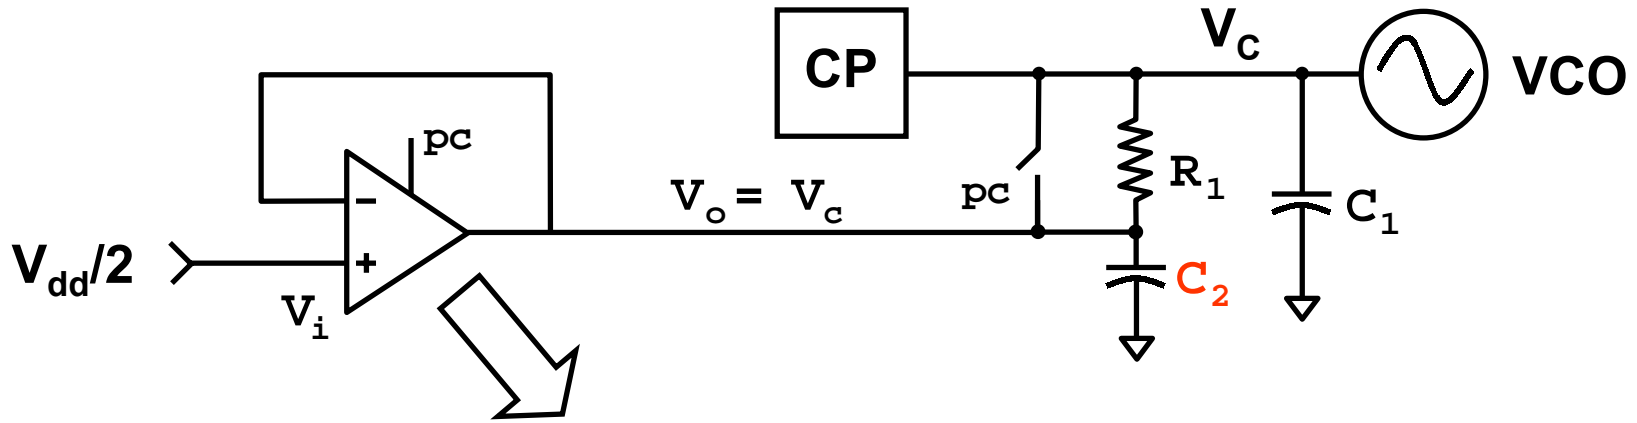 V_C
CP
VCO
pc
V_o = V_c
pc
R_1
C_1
V_dd/2
C_2
V_i
−
+